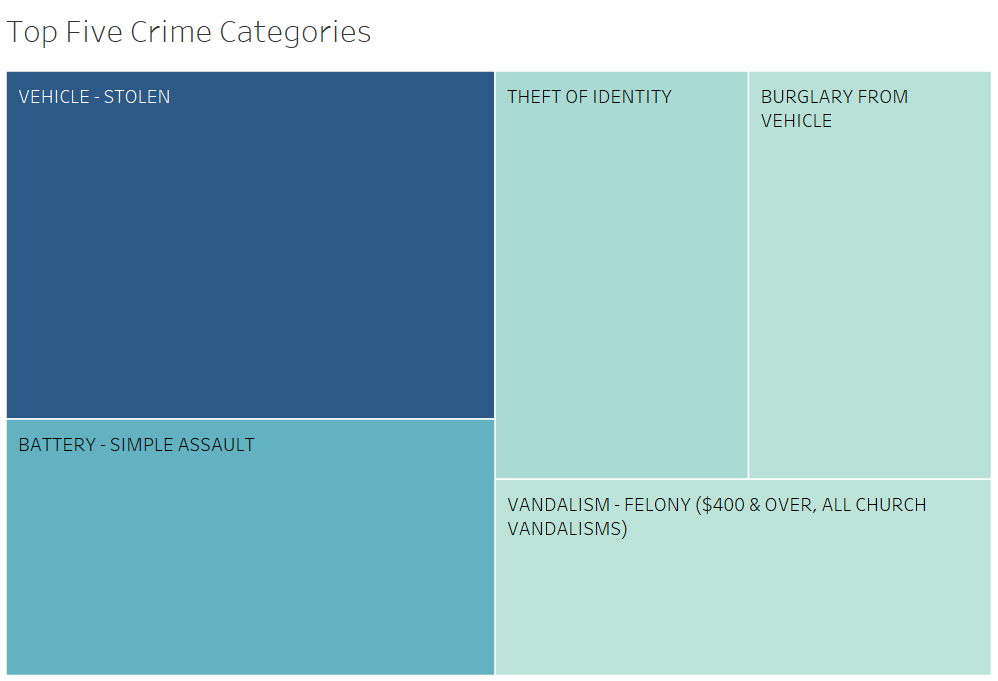 Top Five Crime Categories
VEHICLE - STOLEN
THEFT OF IDENTITY
BURGLARY FROM
VEHICLE
BATTERY - SIMPLE ASSAULT
VANDALISM - FELONY ($400 & OVER, ALL CHURCH
VANDALISMS)